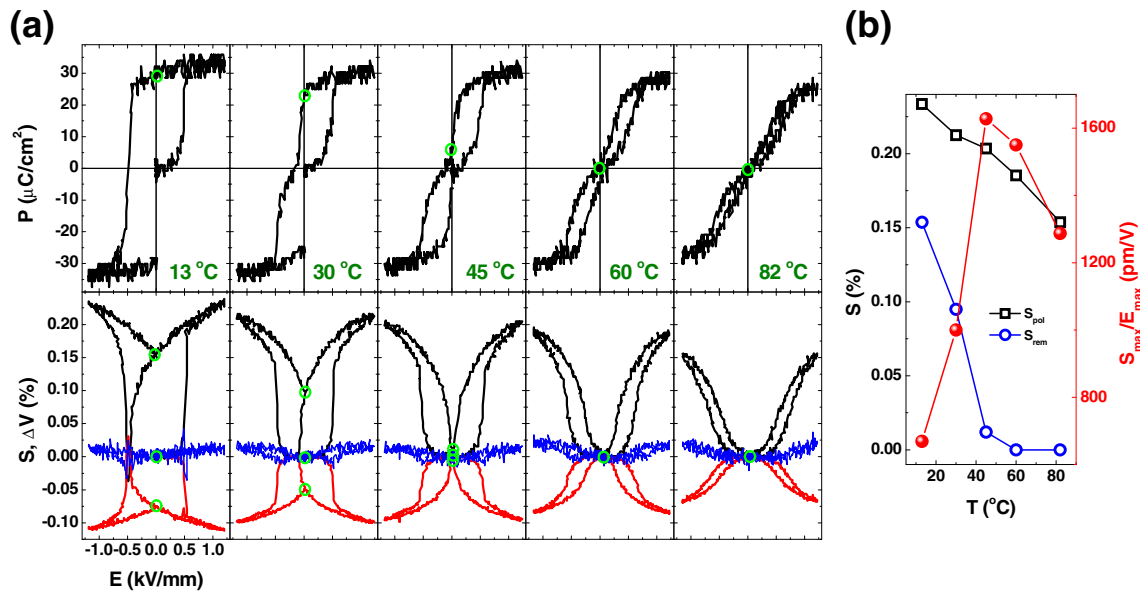 (a)
(b)
30
20
10
0
-10
-20
-30
P (μC/cm²)
13 °C
30 °C
45 °C
60 °C
82 °C
0.20
0.15
0.10
0.05
0.00
-0.05
-0.10
S, ΔV (%)
-1.0 -0.5 0.0 0.5 1.0
E (kV/mm)
0.20
0.15
0.10
0.05
0.00
S (%)
S_pol
S_rem
1600
1200
800
S_max/E_max (pm/V)
20 40 60 80
T (°C)